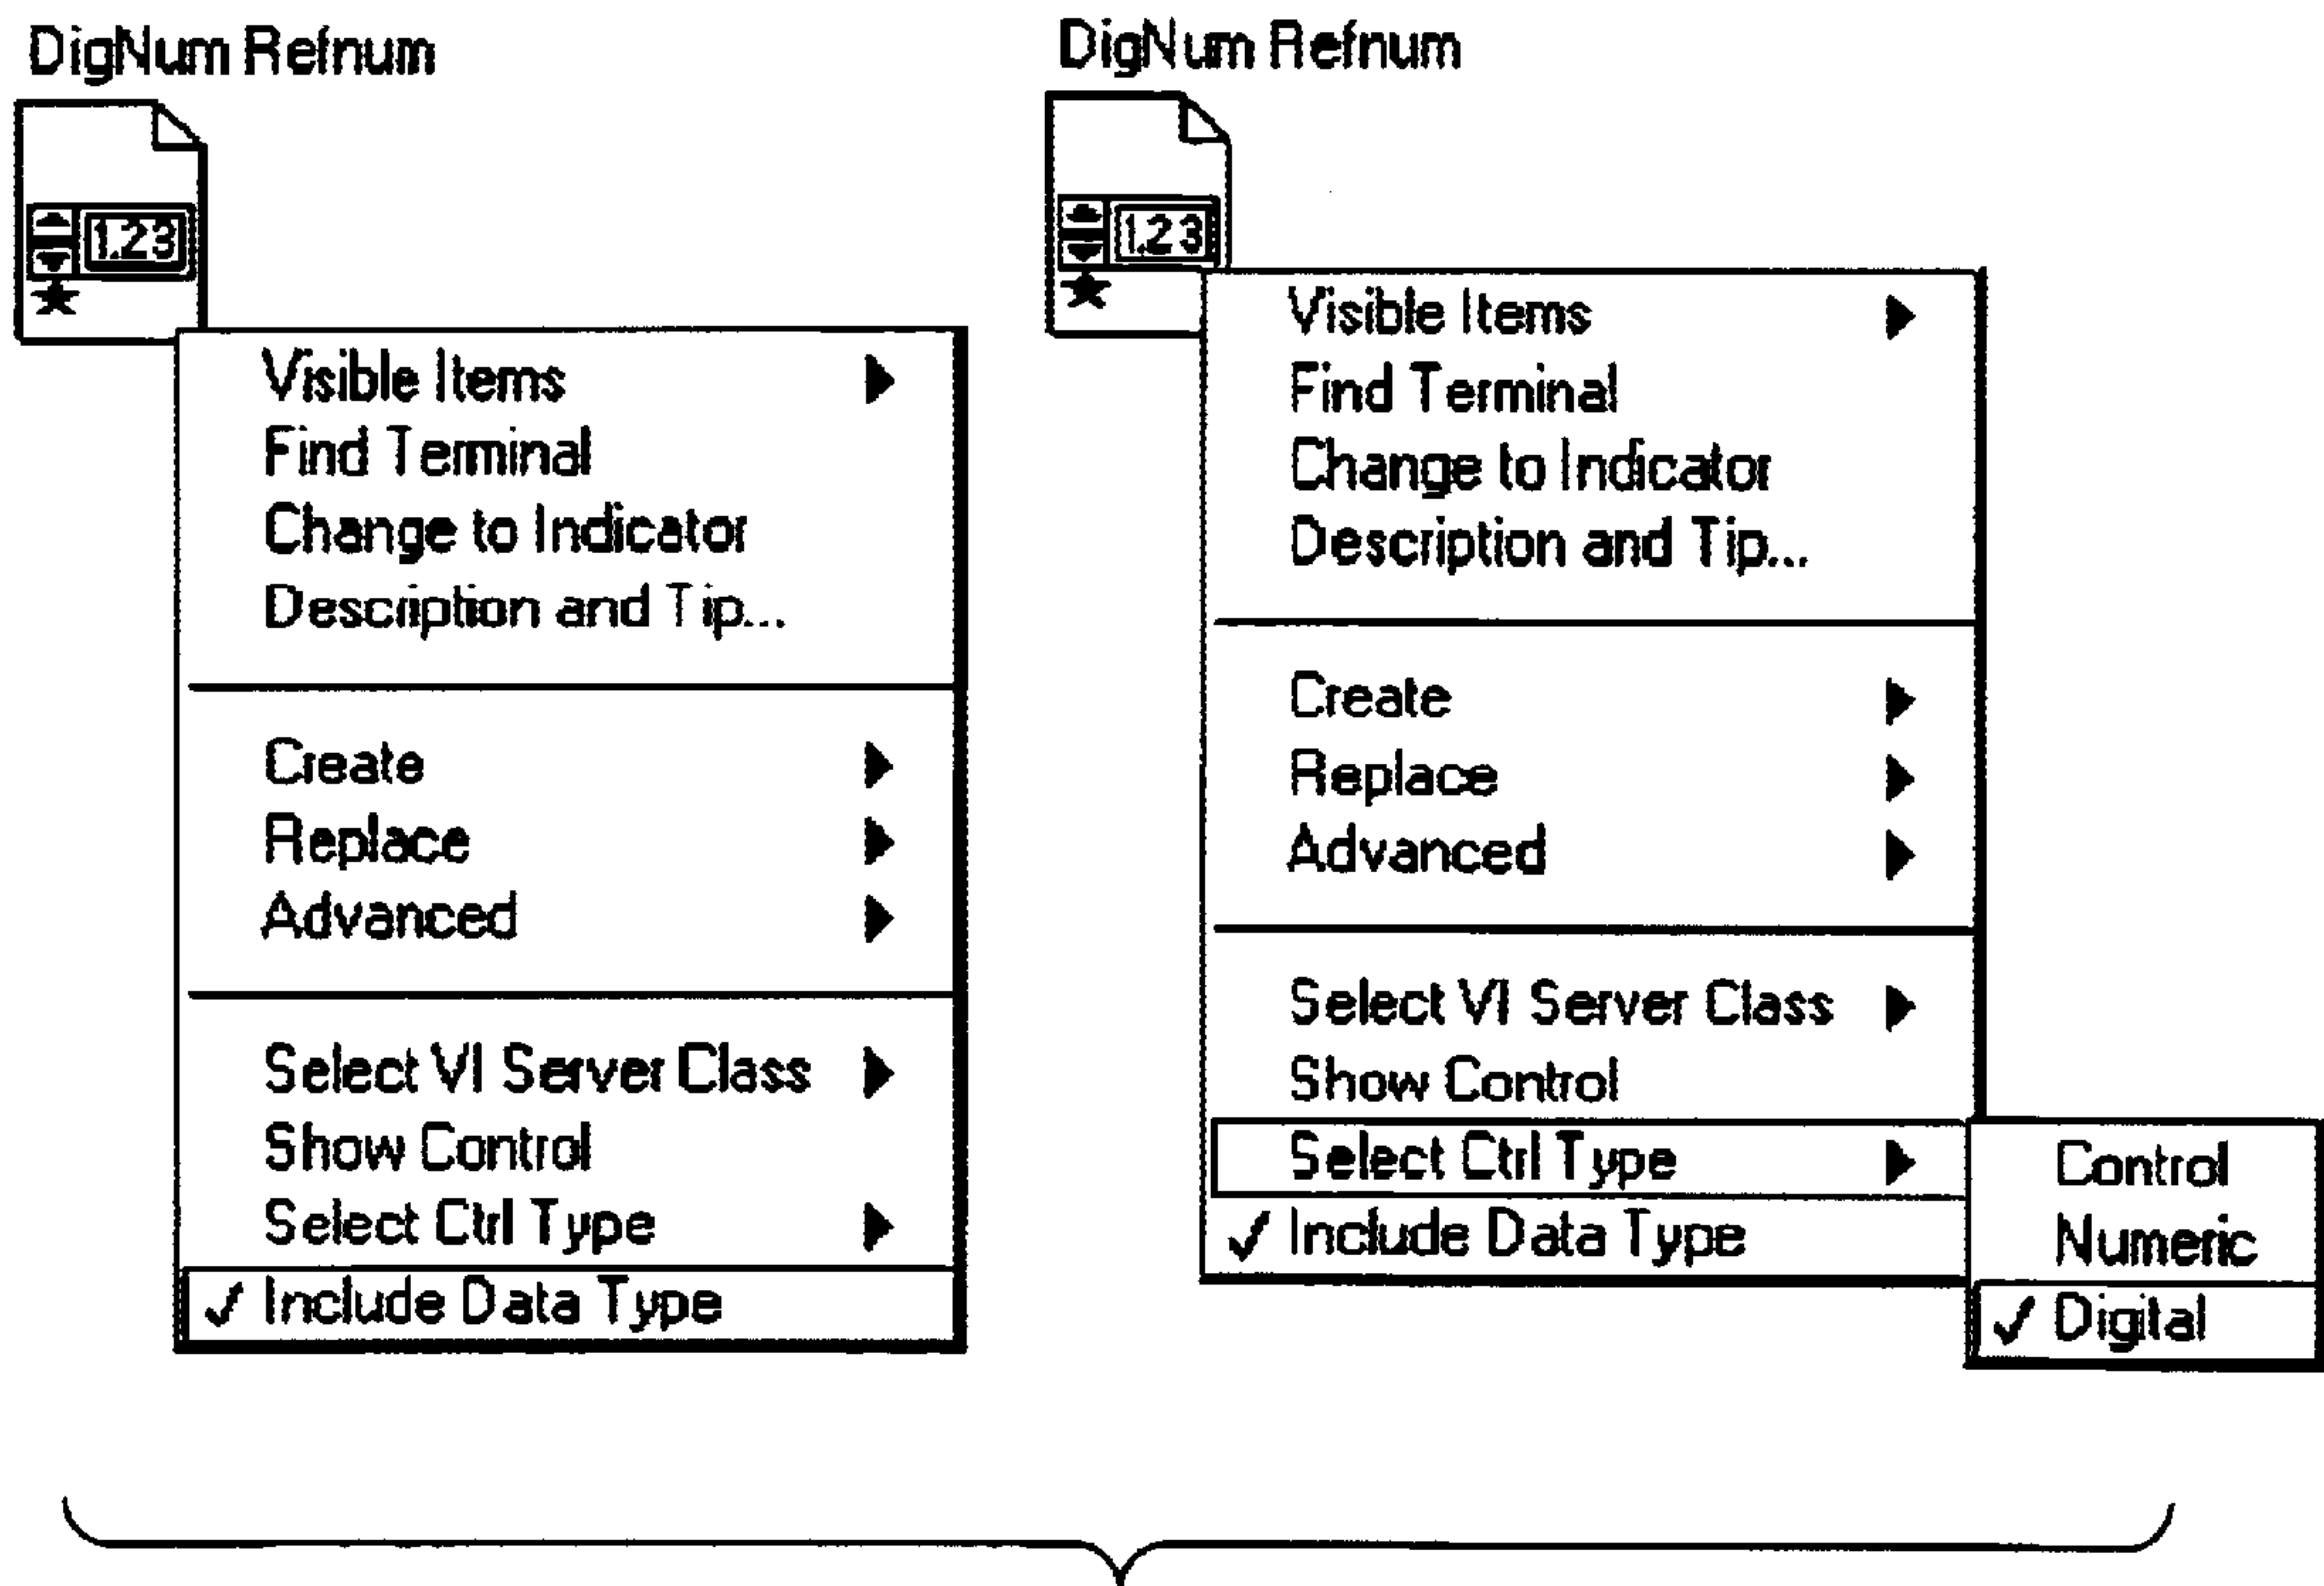 DigNum Refnum
1.23
Visible Items
Find Terminal
Change to Indicator
Description and Tip...
Create
Replace
Advanced
Select VI Server Class
Show Control
Select Ctrl Type
✓ Include Data Type
DigNum Refnum
1.23
Visible Items
Find Terminal
Change to Indicator
Description and Tip...
Create
Replace
Advanced
Select VI Server Class
Show Control
Select Ctrl Type
✓ Include Data Type
Control
Numeric
✓ Digital